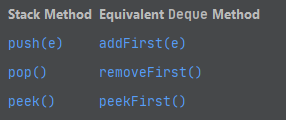 Stack Method Equivalent Deque Method
push(e) addFirst(e)
pop() removeFirst()
peek() peekFirst()